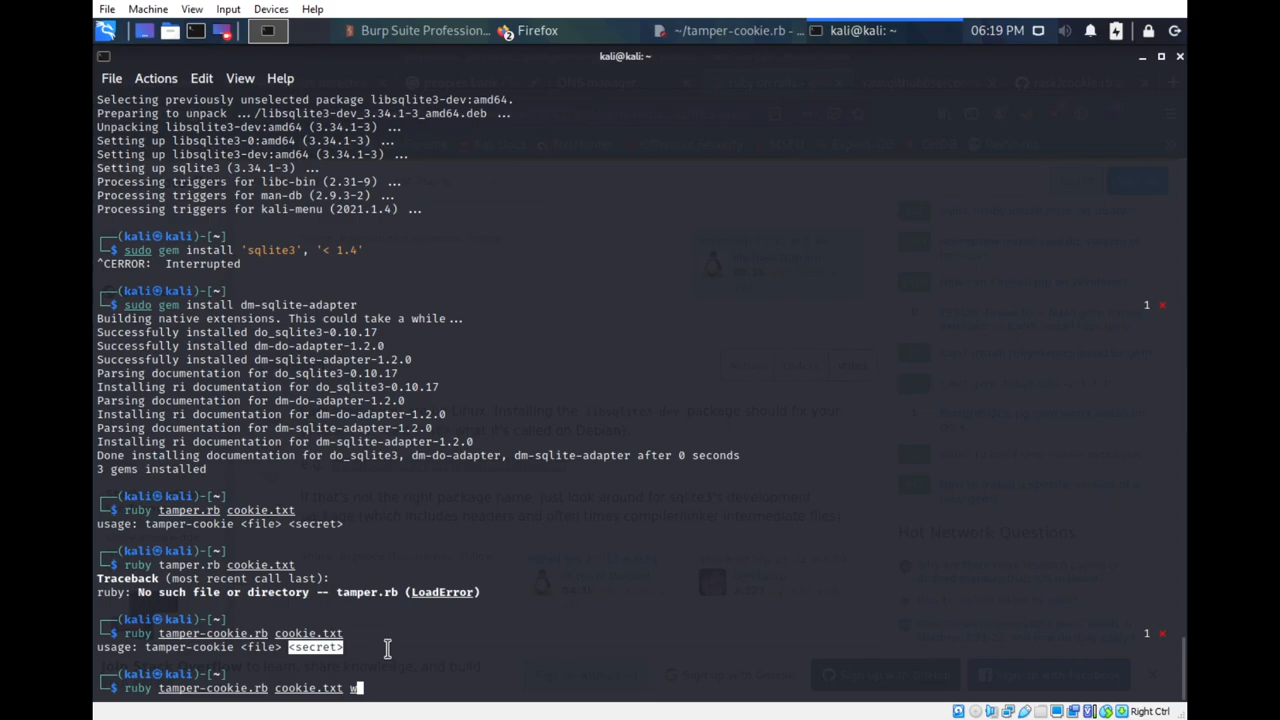 File Machine View Input Devices Help
Burp Suite Profession... 2 Firefox ~/tamper-cookie.rb - ... kali@kali: ~ 06:19 PM
kali@kali: ~
File Actions Edit View Help
Selecting previously unselected package libsqlite3-dev:amd64.
Preparing to unpack .../libsqlite3-dev_3.34.1-3_amd64.deb ...
Unpacking libsqlite3-dev:amd64 (3.34.1-3) ...
Setting up libsqlite3-0:amd64 (3.34.1-3) ...
Setting up libsqlite3-dev:amd64 (3.34.1-3) ...
Setting up sqlite3 (3.34.1-3) ...
Processing triggers for libc-bin (2.31-9) ...
Processing triggers for man-db (2.9.3-2) ...
Processing triggers for kali-menu (2021.1.4) ...
┌──(kali㉿kali)-[~]
└─$ sudo gem install 'sqlite3', '< 1.4'
^CERROR:  Interrupted
┌──(kali㉿kali)-[~]
└─$ sudo gem install dm-sqlite-adapter 1 ⨯
Building native extensions. This could take a while...
Successfully installed do_sqlite3-0.10.17
Successfully installed dm-do-adapter-1.2.0
Successfully installed dm-sqlite-adapter-1.2.0
Parsing documentation for do_sqlite3-0.10.17
Installing ri documentation for do_sqlite3-0.10.17
Parsing documentation for dm-do-adapter-1.2.0
Installing ri documentation for dm-do-adapter-1.2.0
Parsing documentation for dm-sqlite-adapter-1.2.0
Installing ri documentation for dm-sqlite-adapter-1.2.0
Done installing documentation for do_sqlite3, dm-do-adapter, dm-sqlite-adapter after 0 seconds
3 gems installed
┌──(kali㉿kali)-[~]
└─$ ruby tamper.rb cookie.txt
usage: tamper-cookie <file> <secret>
┌──(kali㉿kali)-[~]
└─$ ruby tamper.rb cookie.txt
Traceback (most recent call last):
ruby: No such file or directory -- tamper.rb (LoadError)
┌──(kali㉿kali)-[~]
└─$ ruby tamper-cookie.rb cookie.txt 1 ⨯
usage: tamper-cookie <file> <secret>
┌──(kali㉿kali)-[~]
└─$ ruby tamper-cookie.rb cookie.txt w
Right Ctrl